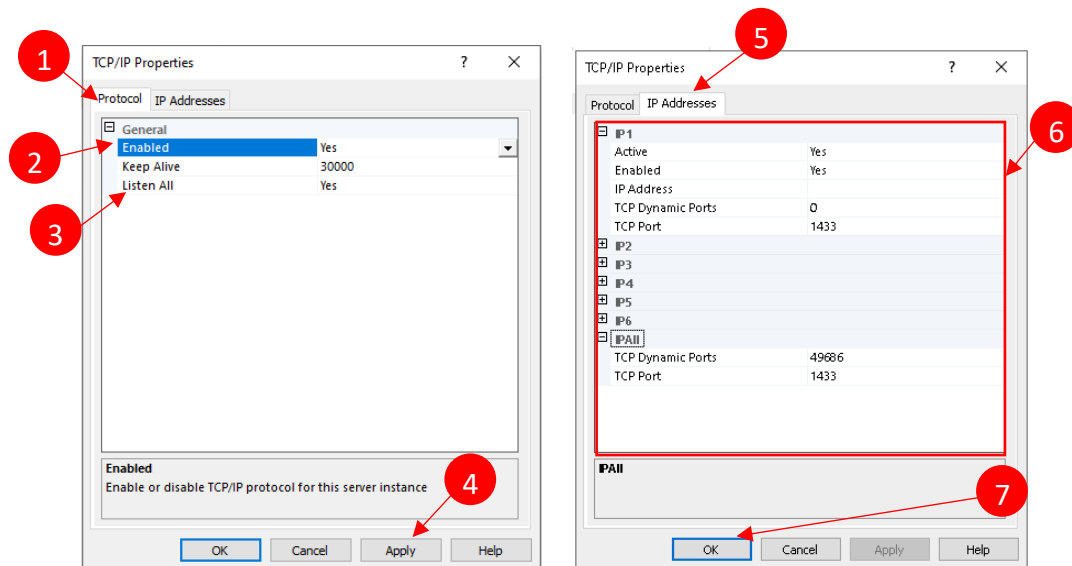 1
TCP/IP Properties ? ×
Protocol IP Addresses
General
2
Enabled Yes
Keep Alive 30000
Listen All Yes
3
Enabled
Enable or disable TCP/IP protocol for this server instance
4
OK Cancel Apply Help
5
TCP/IP Properties ? ×
Protocol IP Addresses
6
IP1
Active Yes
Enabled Yes
IP Address
TCP Dynamic Ports 0
TCP Port 1433
IP2
IP3
IP4
IP5
IP6
IPAll
TCP Dynamic Ports 49686
TCP Port 1433
IPAll
7
OK Cancel Apply Help